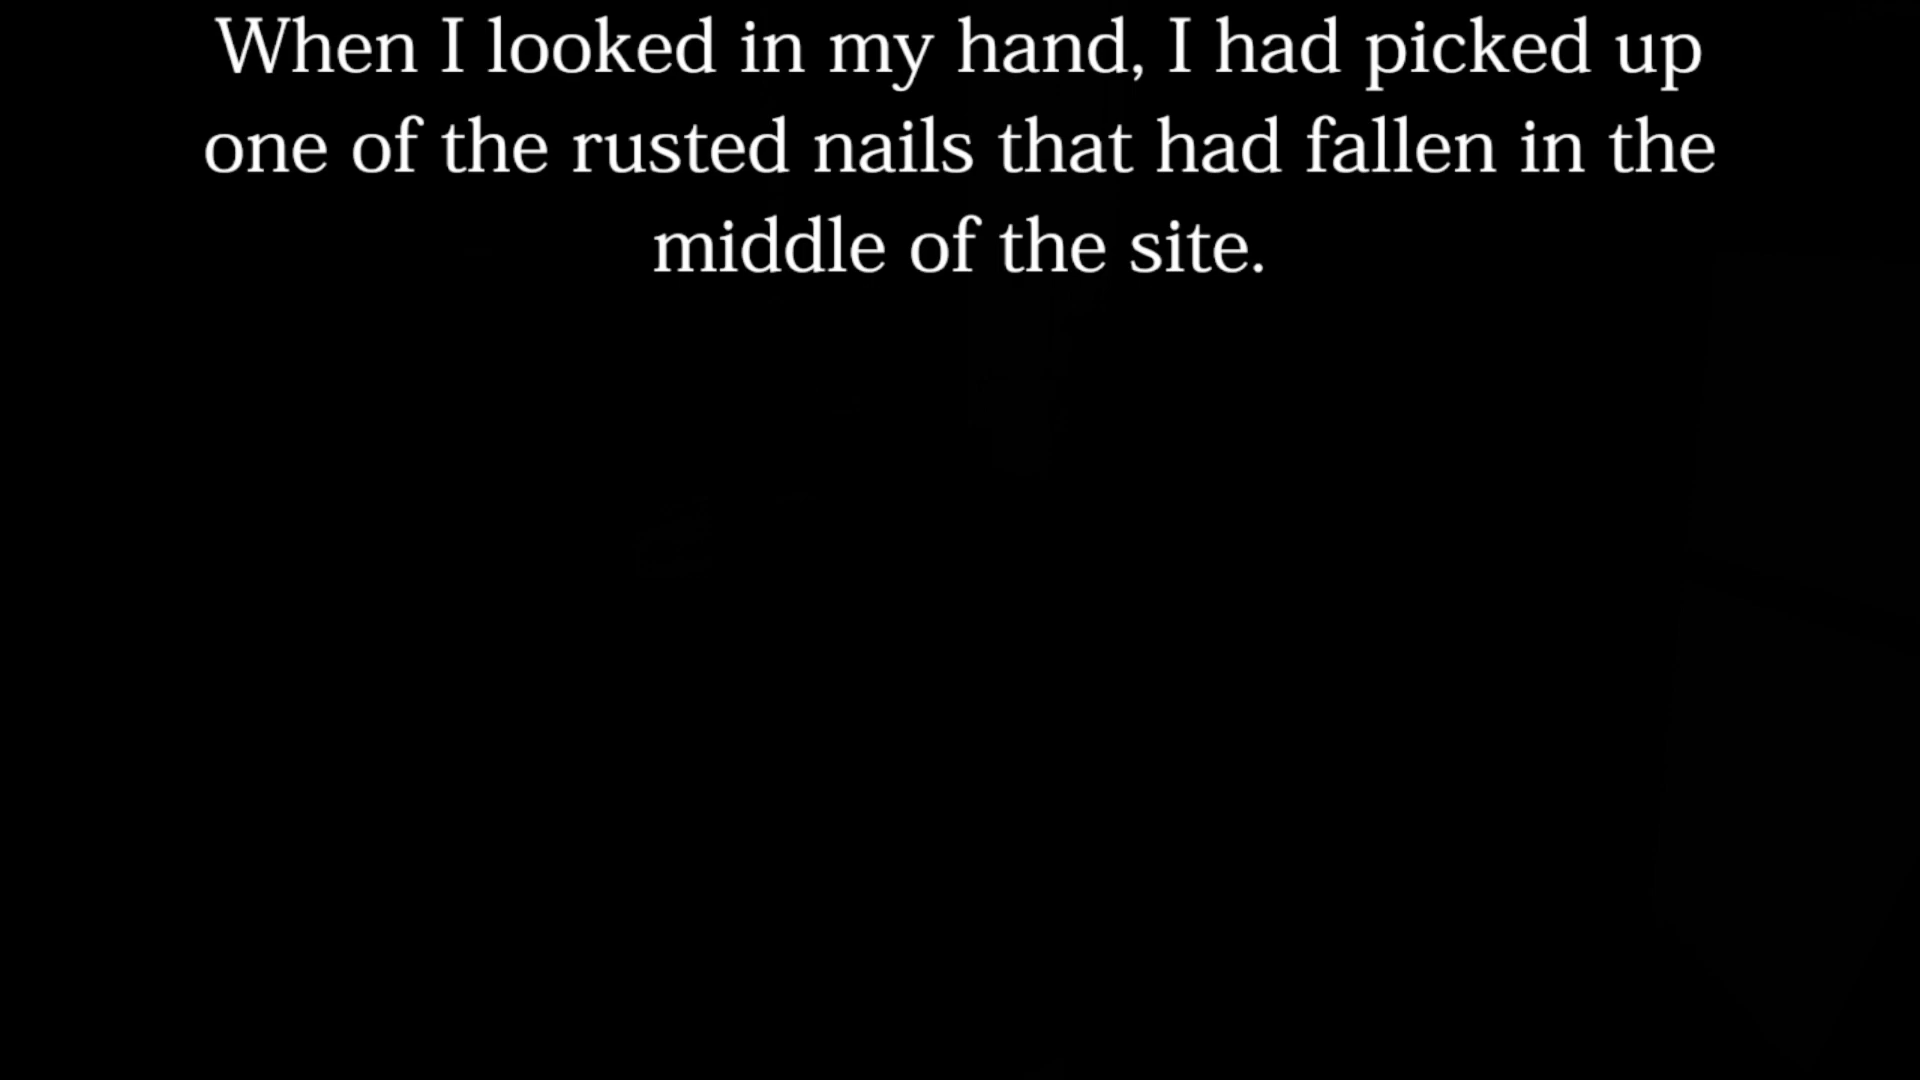 When I looked in my hand, I had picked up
one of the rusted nails that had fallen in the
middle of the site.